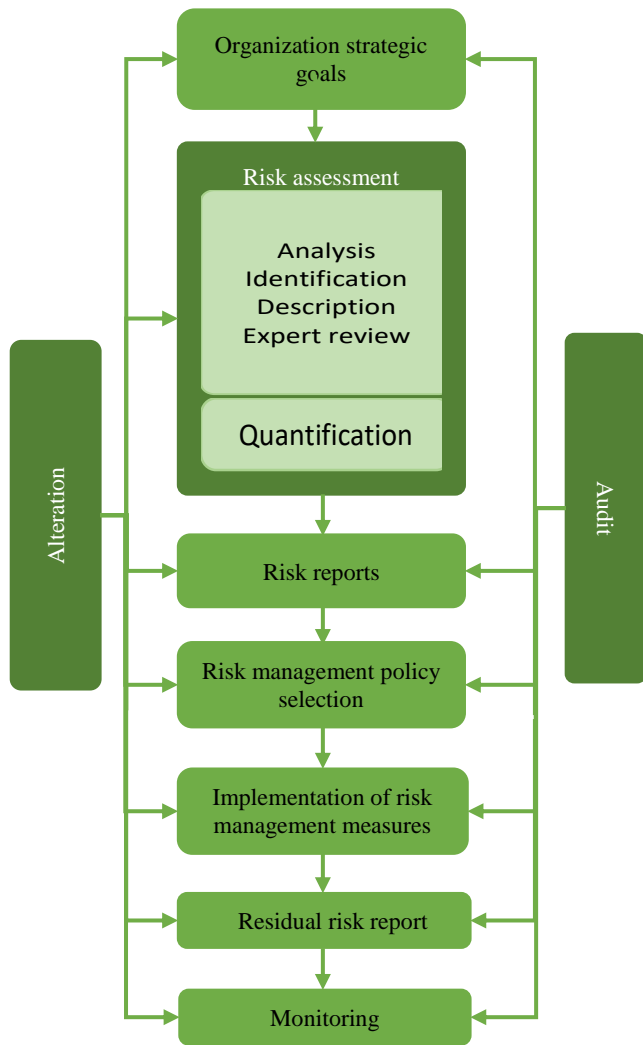 Organization strategic
goals
Risk assessment
Analysis
Identification
Description
Expert review
Quantification
Alteration
Audit
Risk reports
Risk management policy
selection
Implementation of risk
management measures
Residual risk report
Monitoring